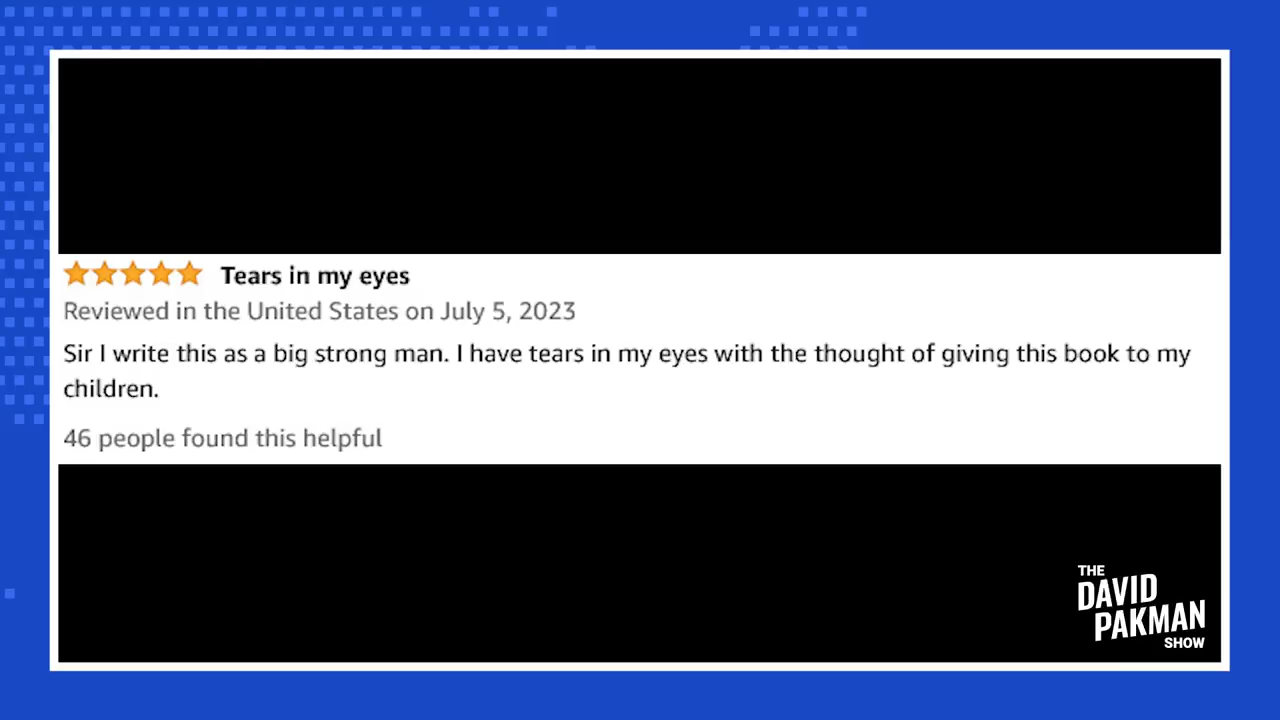 Tears in my eyes
Reviewed in the United States on July 5, 2023
Sir I write this as a big strong man. I have tears in my eyes with the thought of giving this book to my
children.
46 people found this helpful
THE
DAVID
PAKMAN
SHOW